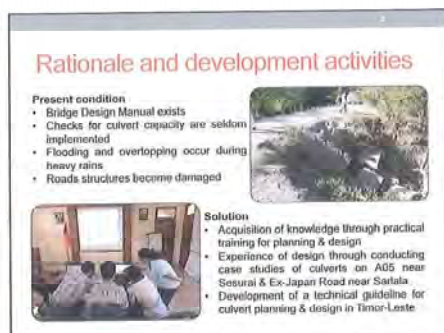 Rationale and development activities
Present condition
• Bridge Design Manual exists
• Checks for culvert capacity are seldom
implemented
• Flooding and overtopping occur during
heavy rains
• Roads structures become damaged
Solution
• Acquisition of knowledge through practical
training for planning & design
• Experience of design through conducting
case studies of culverts on A05 near
Sesurai & Ex-Japan Road near Sarlala
• Development of a technical guideline for
culvert planning & design in Timor-Leste